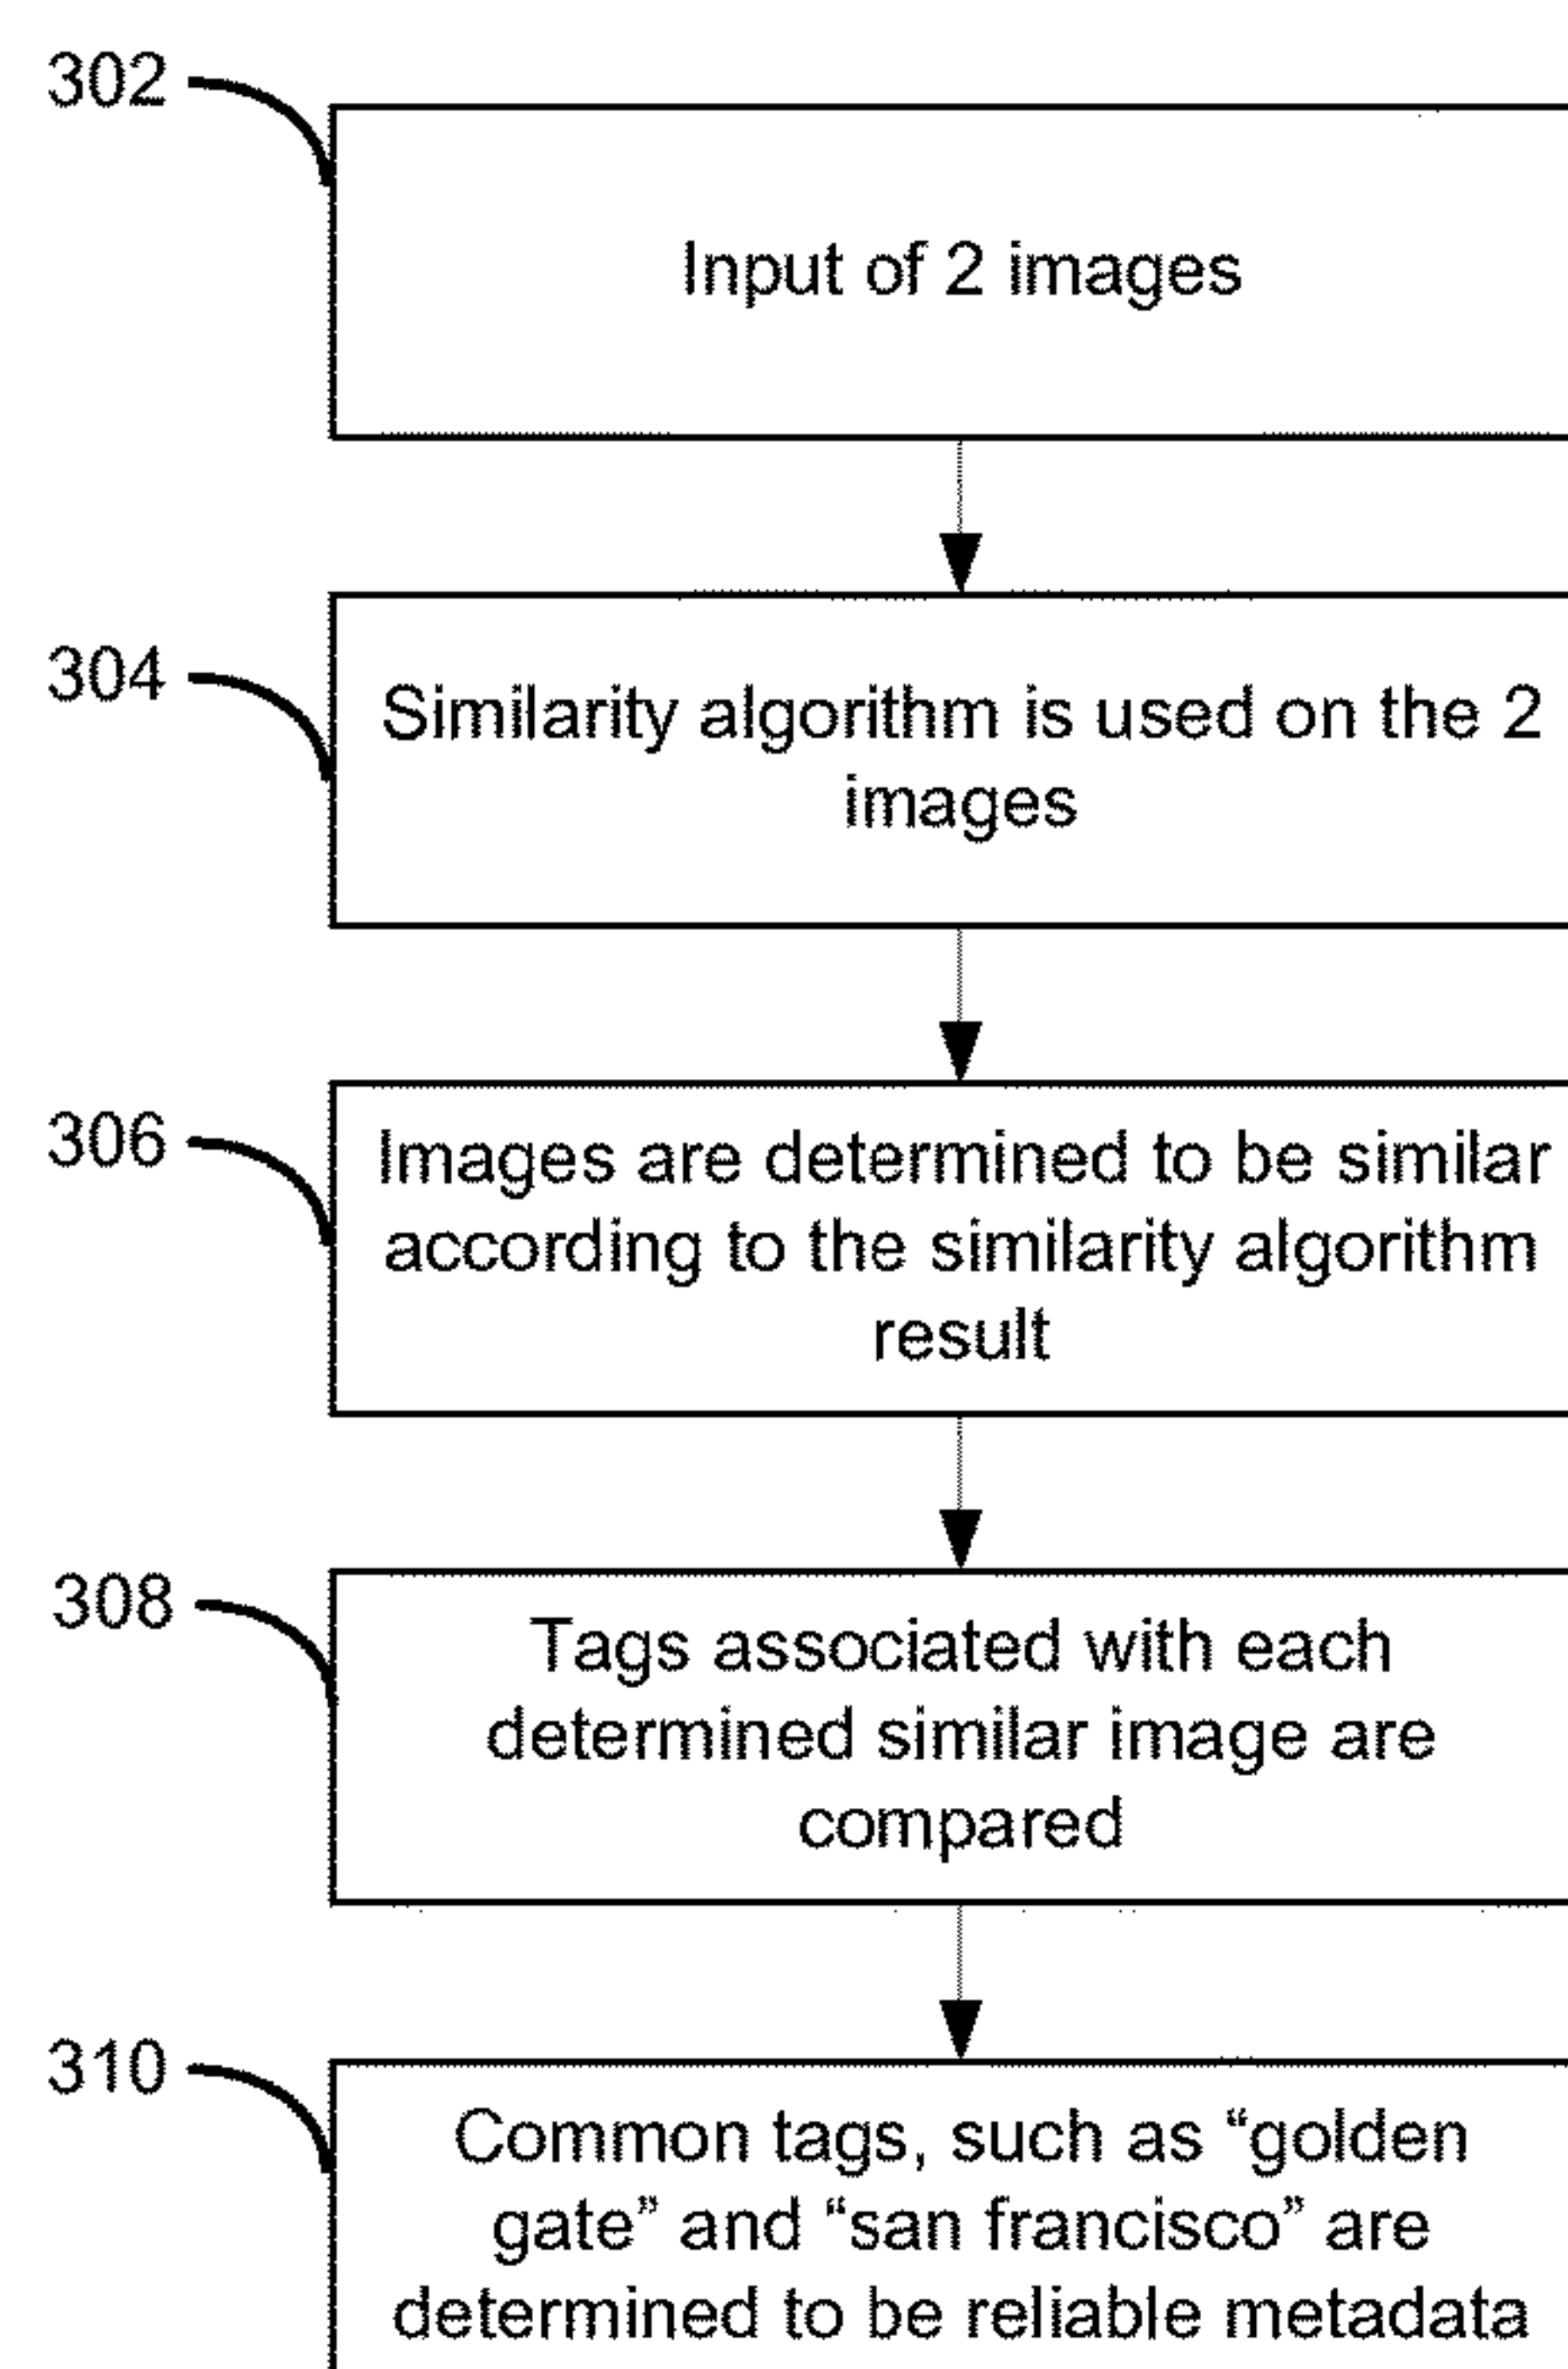 302
Input of 2 images
304
Similarity algorithm is used on the 2
images
306
Images are determined to be similar
according to the similarity algorithm
result
308
Tags associated with each
determined similar image are
compared
310
Common tags, such as “golden
gate” and “san francisco” are
determined to be reliable metadata